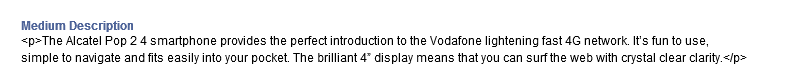 Medium Description
<p>The Alcatel Pop 2 4 smartphone provides the perfect introduction to the Vodafone lightening fast 4G network. It's fun to use,
simple to navigate and fits easily into your pocket. The brilliant 4” display means that you can surf the web with crystal clear clarity.</p>